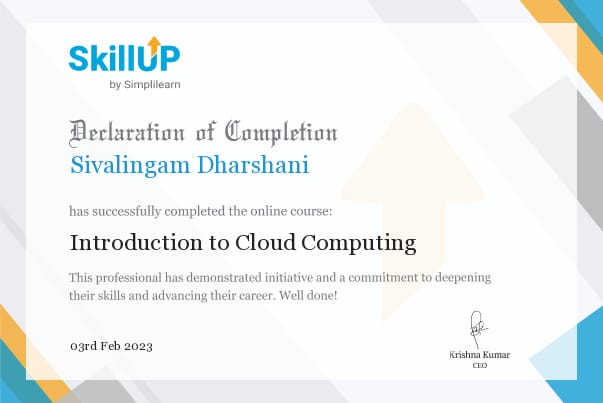 SkillUP
by Simplilearn
Declaration of Completion
Sivalingam Dharshani
has successfully completed the online course:
Introduction to Cloud Computing
This professional has demonstrated initiative and a commitment to deepening
their skills and advancing their career. Well done!
03rd Feb 2023
Krishna Kumar
CEO